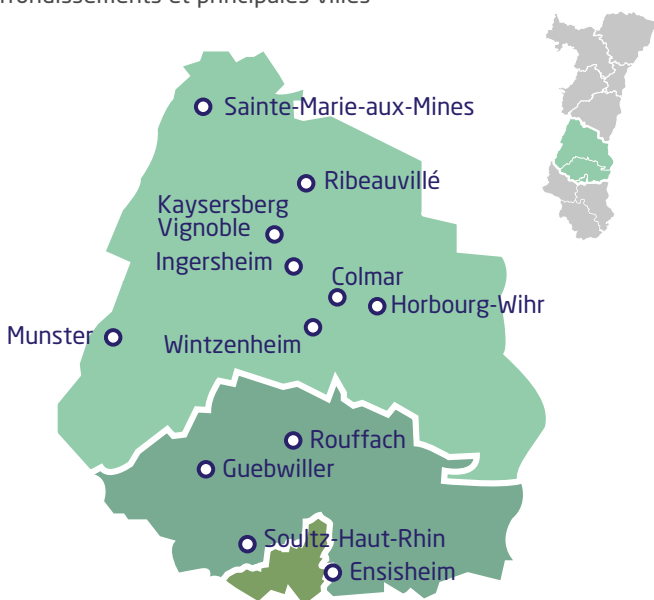 Sainte-Marie-aux-Mines
Ribeauvillé
Kaysersberg
Vignoble
Ingersheim
Colmar
Horbourg-Wihr
Munster
Wintzenheim
Rouffach
Guebwiller
Soultz-Haut-Rhin
Ensisheim